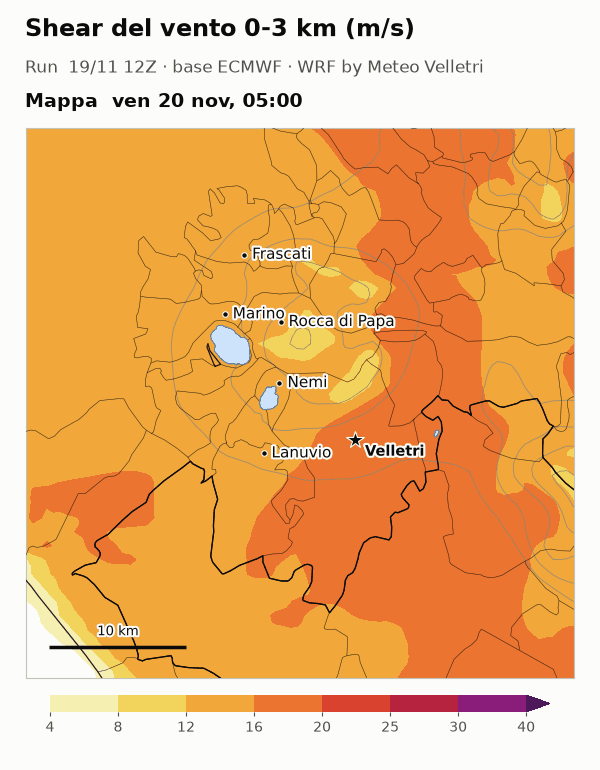 Shear del vento 0-3 km (m/s)
Run  19/11 12Z · base ECMWF · WRF by Meteo Velletri
Mappa  ven 20 nov, 05:00
Frascati
Marino
Rocca di Papa
Nemi
Velletri
Lanuvio
10 km
4 8 12 16 20 25 30 40